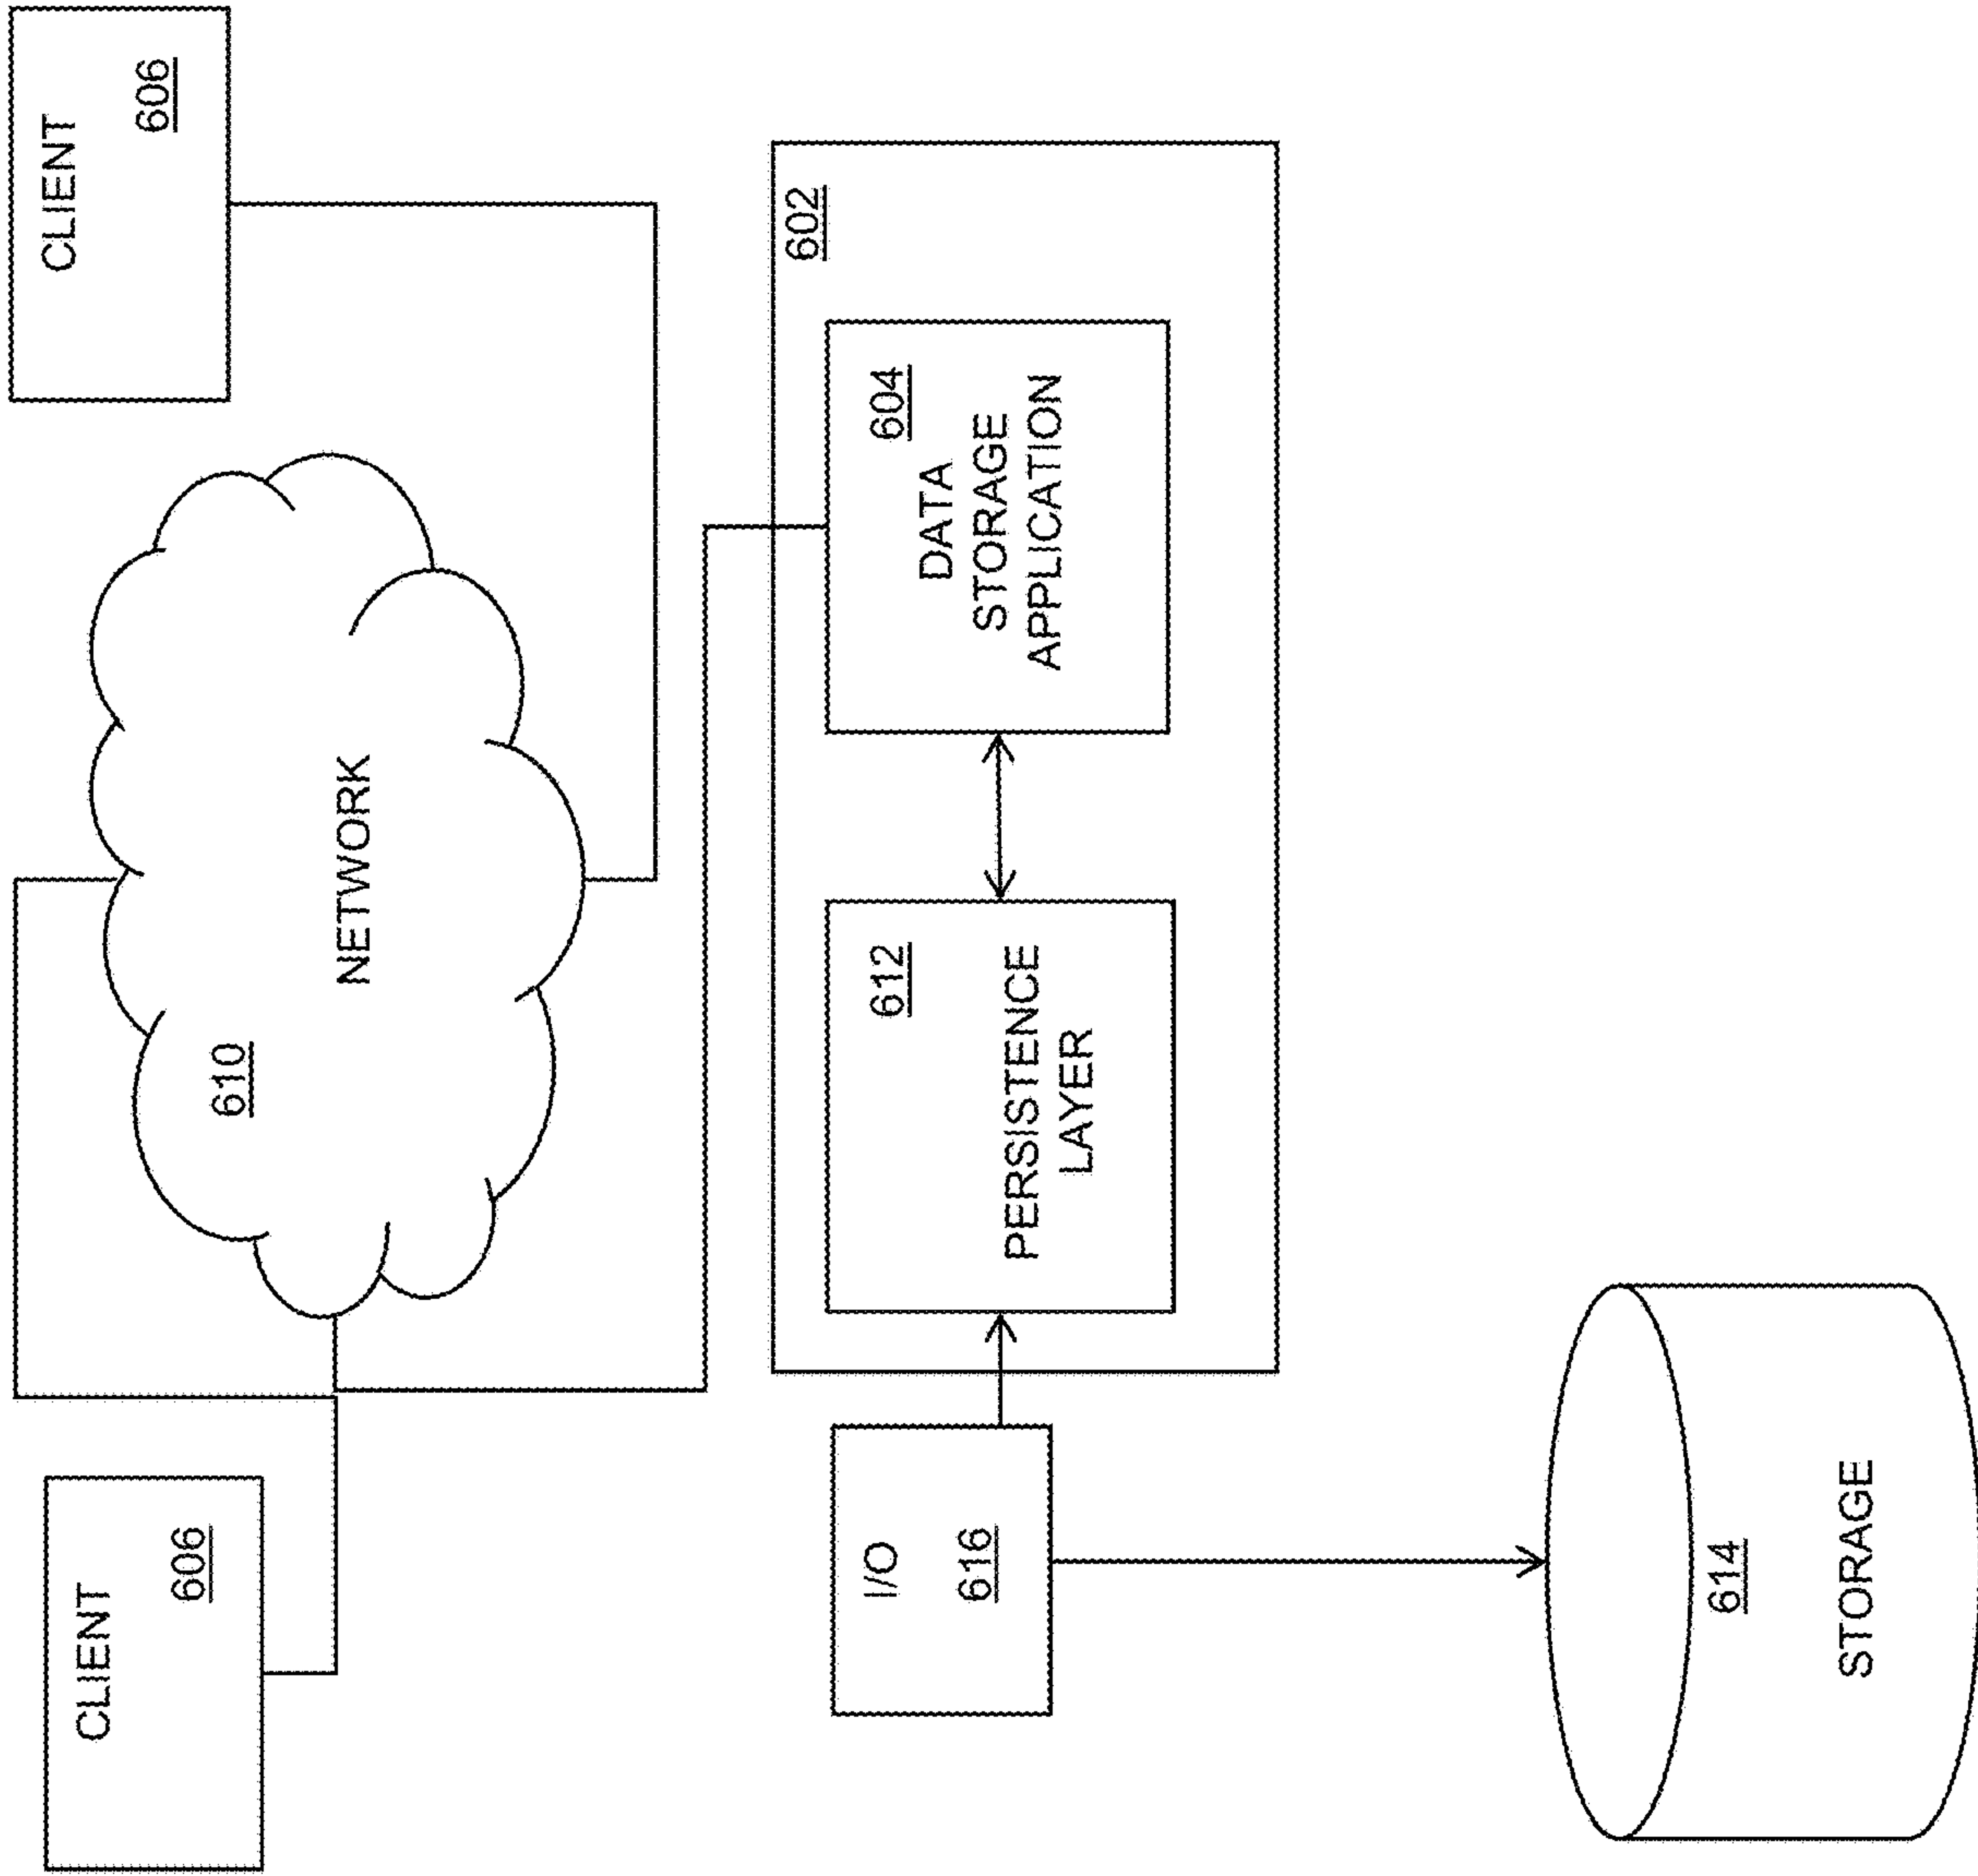 CLIENT
606
CLIENT
606
610
NETWORK
602
612
PERSISTENCE
LAYER
604
DATA
STORAGE
APPLICATION
I/O
616
614
STORAGE